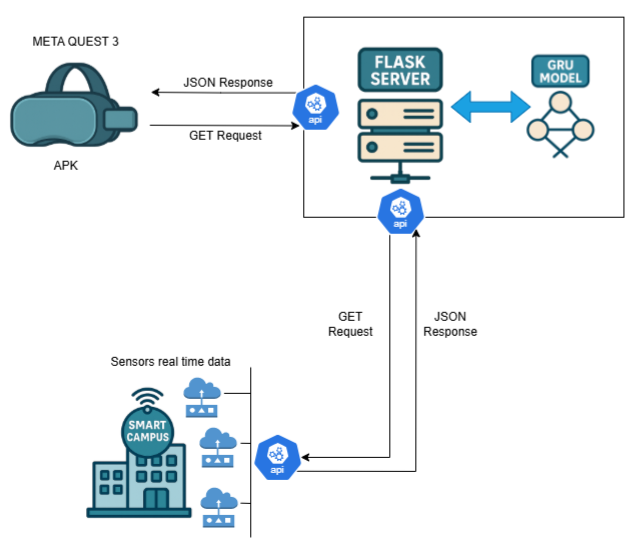 META QUEST 3
APK
JSON Response
GET Request
api
FLASK
SERVER
GRU
MODEL
api
GET
Request
JSON
Response
Sensors real time data
SMART
CAMPUS
api